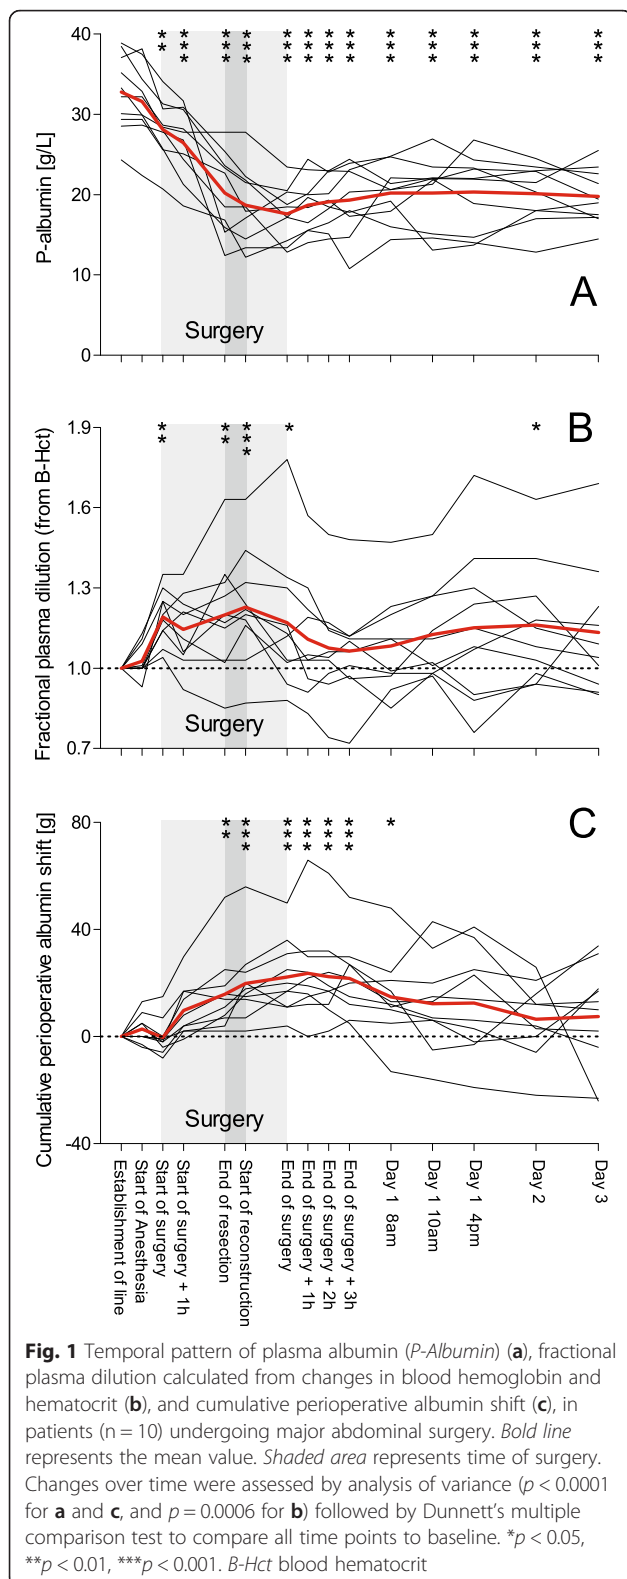 40
30
20
10
0
P-albumin [g/L]
** *** ** *** *** *** *** *** *** *** *** *** ***
A
Surgery
1.9
1.6
1.3
1.0
0.7
Fractional plasma dilution (from B-Hct)
** ** *** * *
B
Surgery
80
40
0
-40
Cumulative perioperative albumin shift [g]
** *** *** *** *** *** *
C
Surgery
Establishment of line
Start of Anesthesia
Start of surgery
Start of surgery + 1h
End of resection
Start of reconstruction
End of surgery
End of surgery + 1h
End of surgery + 2h
End of surgery + 3h
Day 1 8am
Day 1 10am
Day 1 4pm
Day 2
Day 3
Fig. 1 Temporal pattern of plasma albumin (P-Albumin) (a), fractional
plasma dilution calculated from changes in blood hemoglobin and
hematocrit (b), and cumulative perioperative albumin shift (c), in
patients (n = 10) undergoing major abdominal surgery. Bold line
represents the mean value. Shaded area represents time of surgery.
Changes over time were assessed by analysis of variance (p < 0.0001
for a and c, and p = 0.0006 for b) followed by Dunnett's multiple
comparison test to compare all time points to baseline. *p < 0.05,
**p < 0.01, ***p < 0.001. B-Hct blood hematocrit